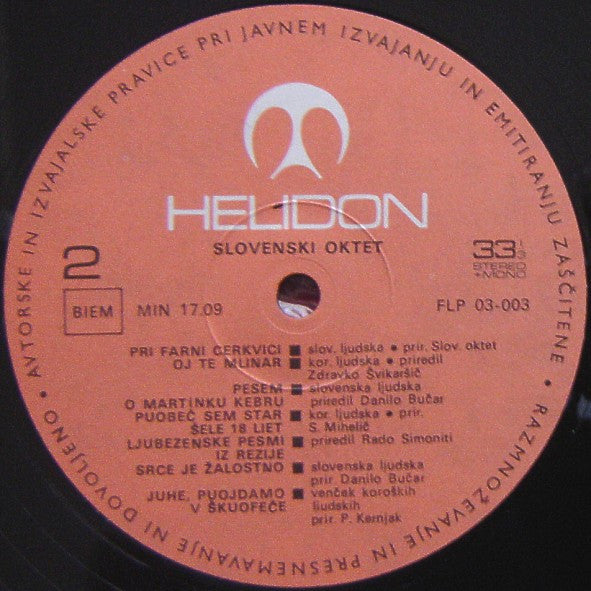 AVTORSKE IN IZVAJALSKE PRAVICE PRI JAVNEM IZVAJANJU IN EMITIRANJU ZAŠČITENE • RAZMNOŽEVANJE IN PRESNEMAVANJE NI DOVOLJENO •
HELIDON
SLOVENSKI OKTET
2
33 1/3
STEREO
+MONO
BIEM MIN 17.09 FLP 03-003
PRI FARNI CERKVICI ■ slov. ljudska • prir. Slov. oktet
OJ TE MLINAR ■ kor. ljudska • priredil
Zdravko Švikaršič
PESEM ■ slovenska ljudska
O MARTINKU KEBRU priredil Danilo Bučar
PUOBEČ SEM STAR ■ kor. ljudska • prir.
ŠELE 18 LIET S. Mihelič
LJUBEZENSKE PESMI ■ priredil Rado Simoniti
IZ REZIJE
SRCE JE ŽALOSTNO ■ slovenska ljudska
prir. Danilo Bučar
JUHE, PUOJDAMO ■ venček koroških
V ŠKUOFEČE ljudskih
prir. P. Kernjak